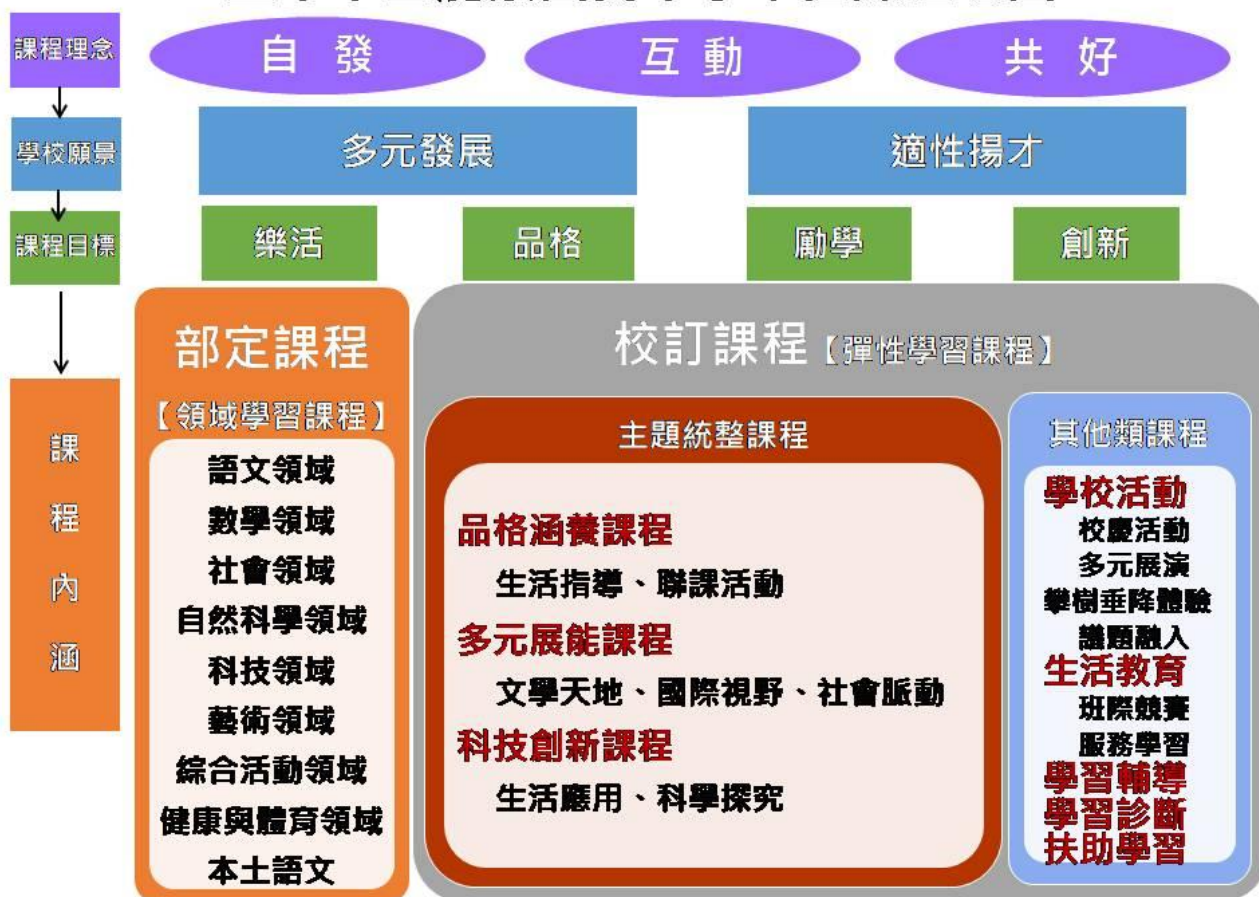 課程理念
自 發
互 動
共 好
學校願景
多元發展
適性揚才
課程目標
樂活
品格
勵學
創新
課程內涵
部定課程
【領域學習課程】
語文領域
數學領域
社會領域
自然科學領域
科技領域
藝術領域
綜合活動領域
健康與體育領域
本土語文
校訂課程【彈性學習課程】
主題統整課程
品格涵養課程
生活指導、聯課活動
多元展能課程
文學天地、國際視野、社會脈動
科技創新課程
生活應用、科學探究
其他類課程
學校活動
校慶活動
多元展演
攀樹垂降體驗
議題融入
生活教育
班際競賽
服務學習
學習輔導
學習診斷
扶助學習